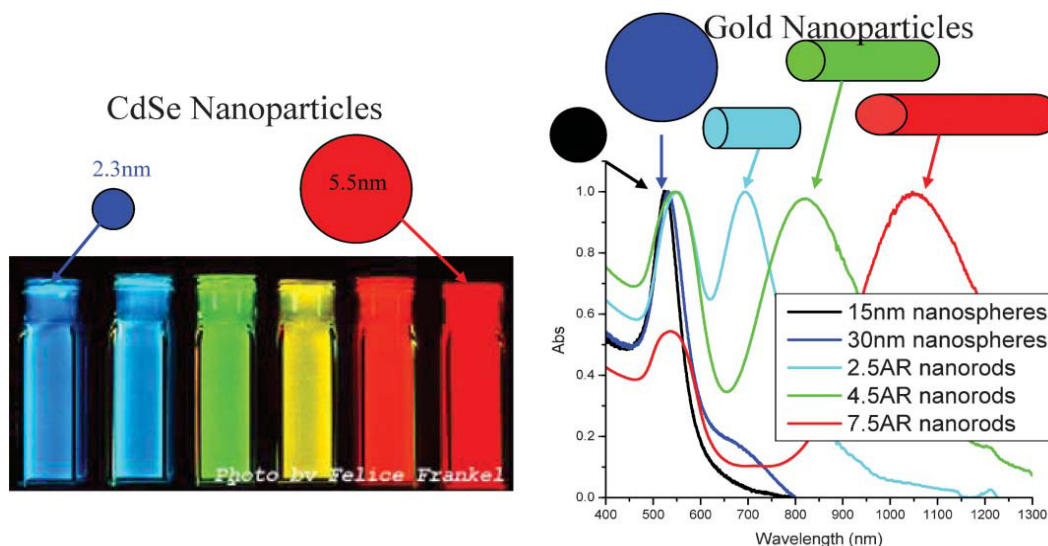 CdSe Nanoparticles
2.3nm
5.5nm
Photo by Felice Frankel
Gold Nanoparticles
1.0
0.8
0.6
0.4
0.2
0.0
Abs
400 500 600 700 800 900 1000 1100 1200 1300
Wavelength (nm)
15nm nanospheres
30nm nanospheres
2.5AR nanorods
4.5AR nanorods
7.5AR nanorods